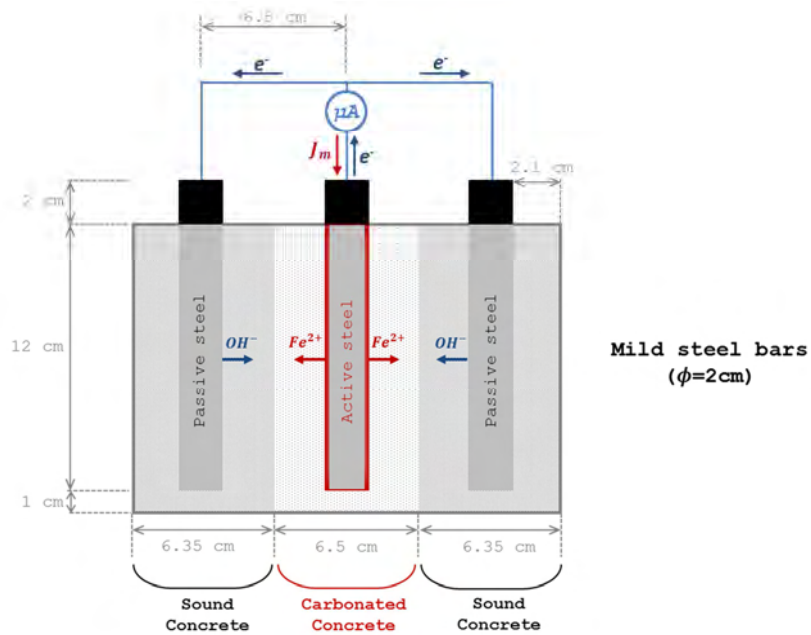 6.8 cm
e-
e-
μA
J_m
e-
2.1 cm
cm
12 cm
Passive steel
OH⁻
Fe²⁺
Active steel
Fe²⁺
OH⁻
Passive steel
Mild steel bars
(ϕ=2cm)
1 cm
6.35 cm
6.5 cm
6.35 cm
Sound
Concrete
Carbonated
Concrete
Sound
Concrete